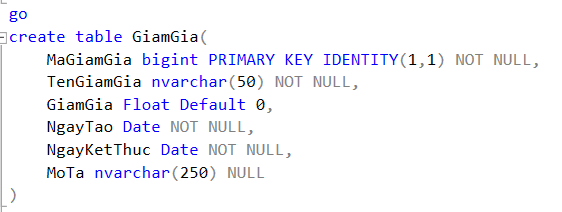 go
create table GiamGia(
    MaGiamGia bigint PRIMARY KEY IDENTITY(1,1) NOT NULL,
    TenGiamGia nvarchar(50) NOT NULL,
    GiamGia Float Default 0,
    NgayTao Date NOT NULL,
    NgayKetThuc Date NOT NULL,
    MoTa nvarchar(250) NULL
)